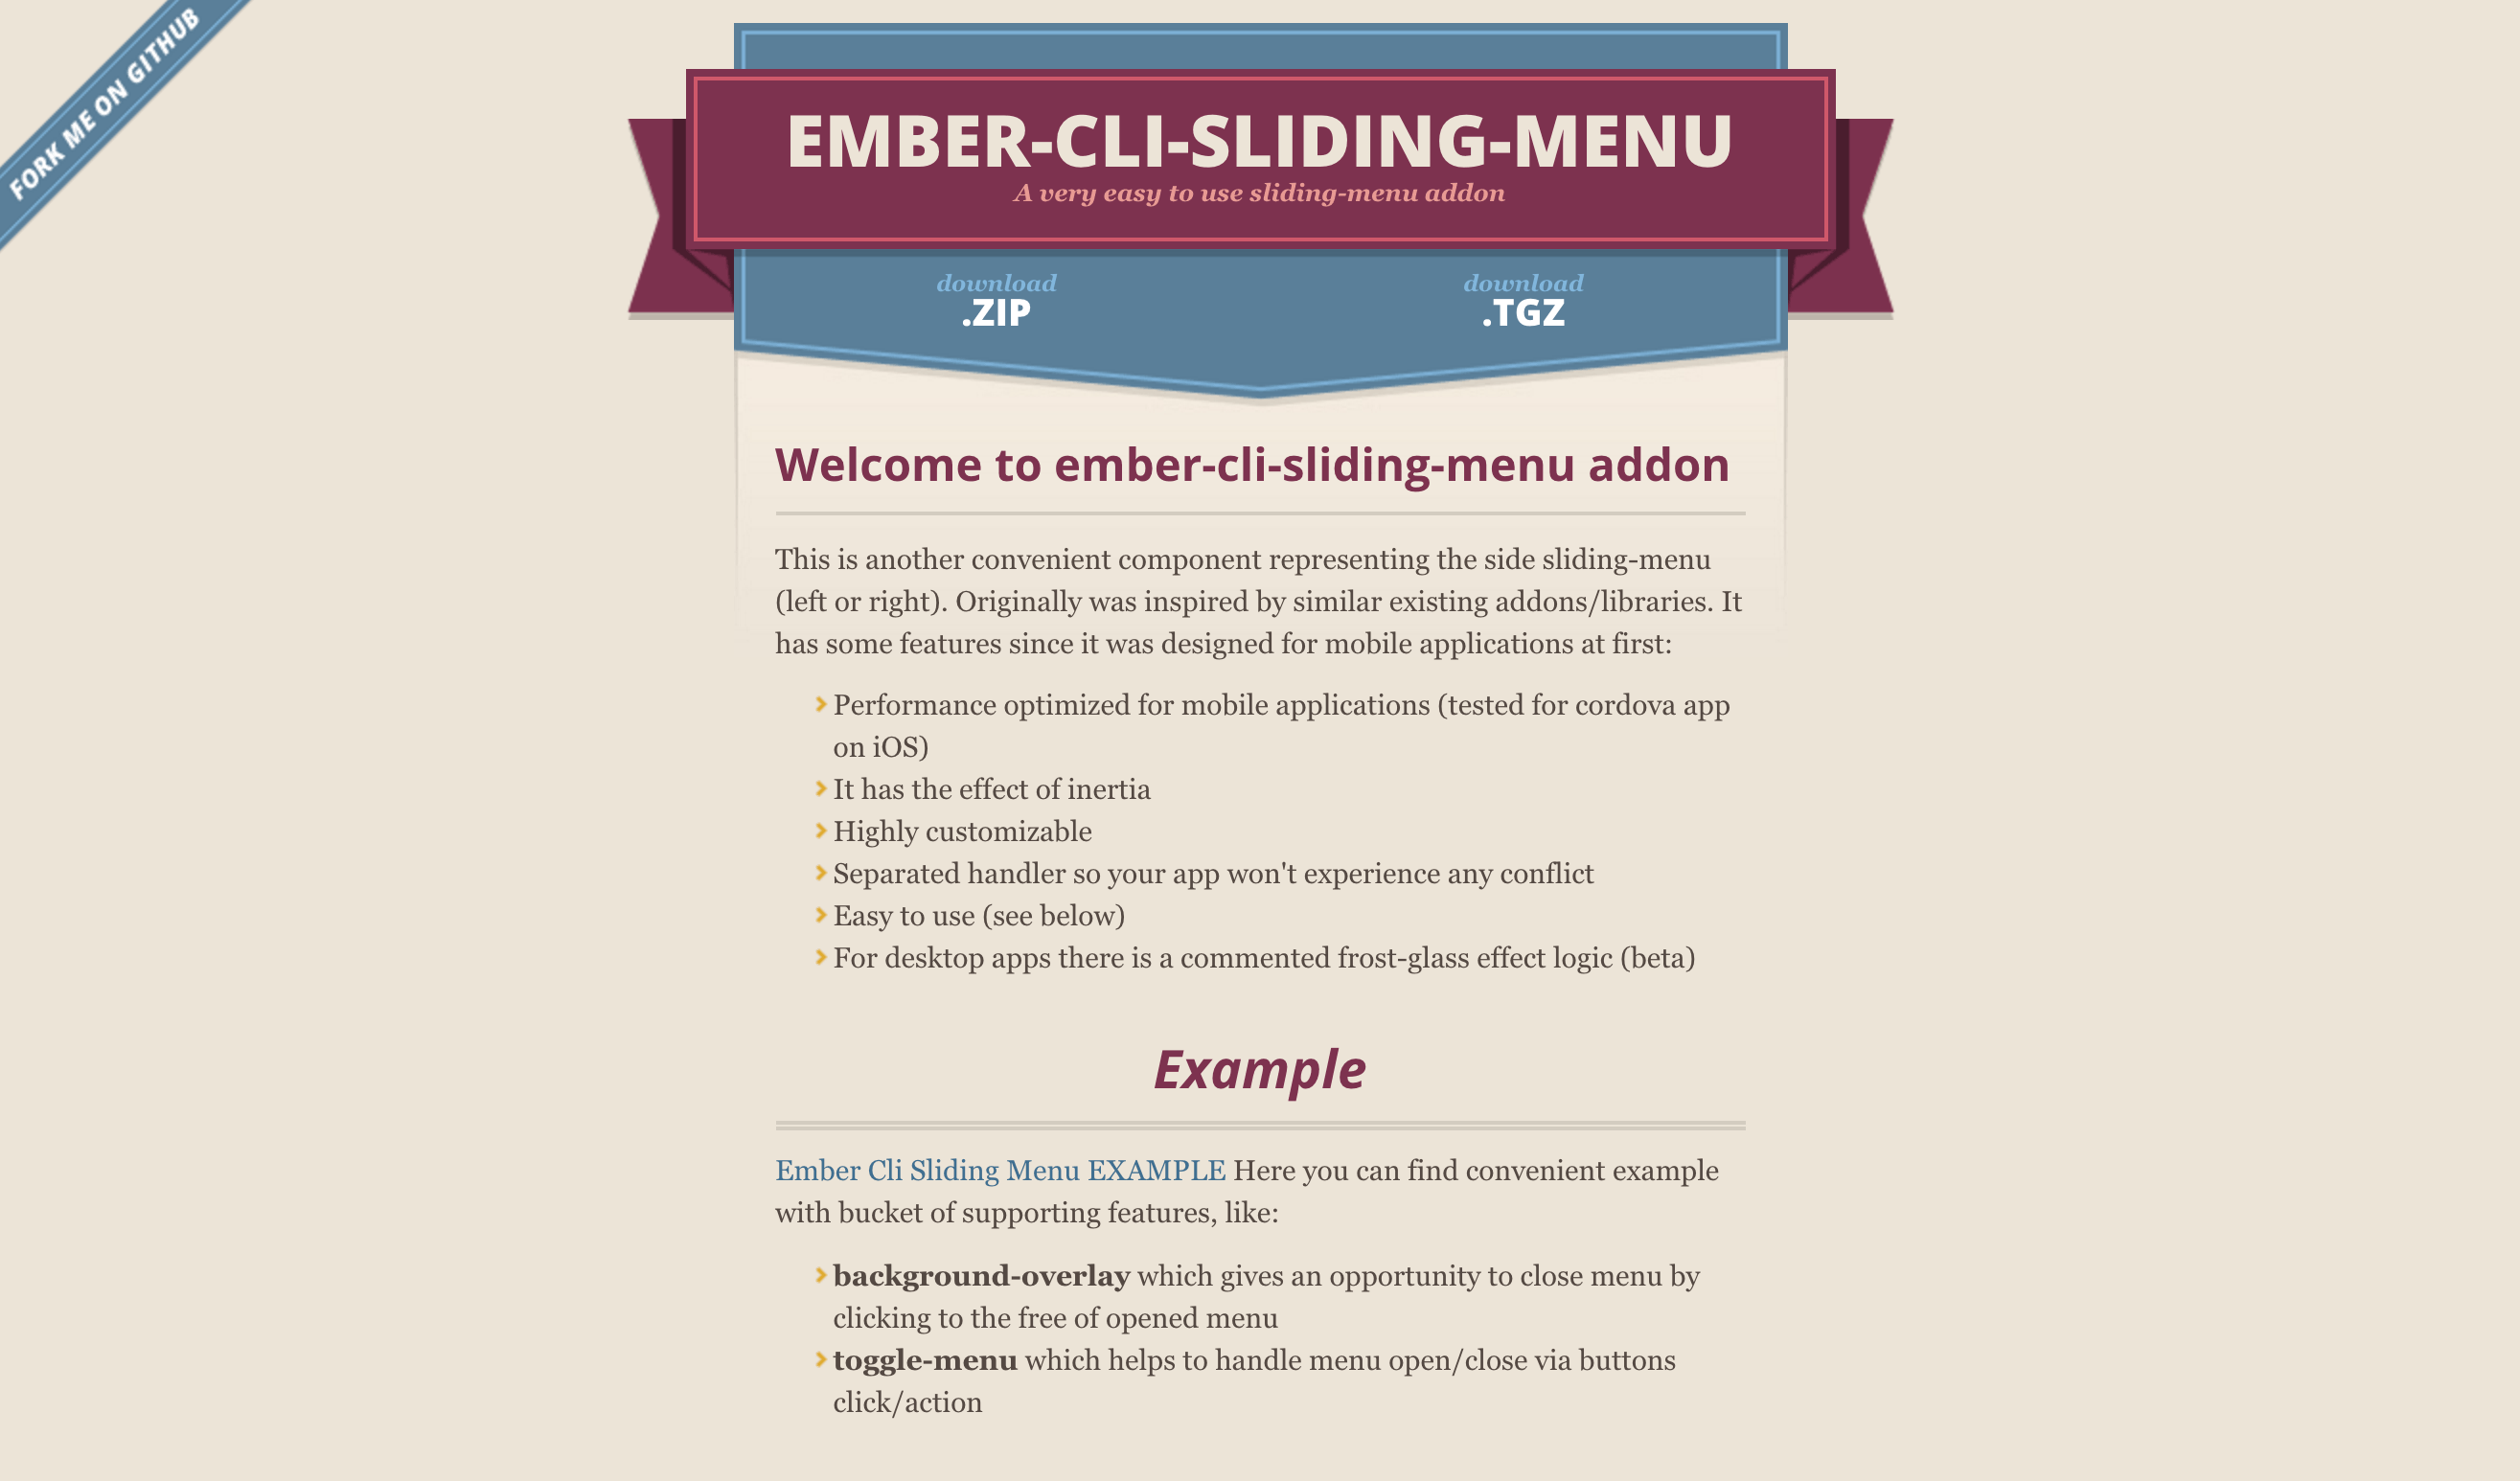 FORK ME ON GITHUB
EMBER-CLI-SLIDING-MENU
A very easy to use sliding-menu addon
download
.ZIP
download
.TGZ
Welcome to ember-cli-sliding-menu addon
This is another convenient component representing the side sliding-menu
(left or right). Originally was inspired by similar existing addons/libraries. It
has some features since it was designed for mobile applications at first:
Performance optimized for mobile applications (tested for cordova app
on iOS)
It has the effect of inertia
Highly customizable
Separated handler so your app won't experience any conflict
Easy to use (see below)
For desktop apps there is a commented frost-glass effect logic (beta)
Example
Ember Cli Sliding Menu EXAMPLE Here you can find convenient example
with bucket of supporting features, like:
background-overlay which gives an opportunity to close menu by
clicking to the free of opened menu
toggle-menu which helps to handle menu open/close via buttons
click/action